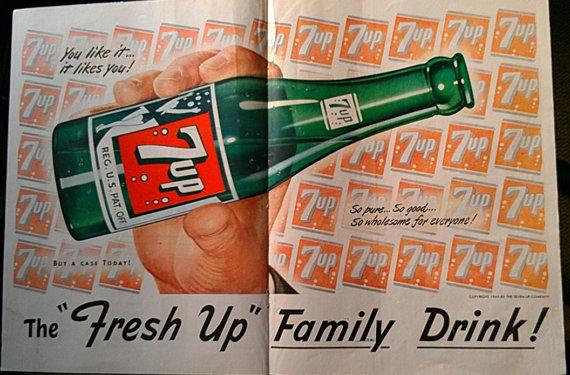 You like it...
it likes you!
7up
7up
REG. U.S. PAT. OFF.
So pure... So good...
So wholesome for everyone!
BUY A CASE TODAY!
The "Fresh Up" Family Drink!